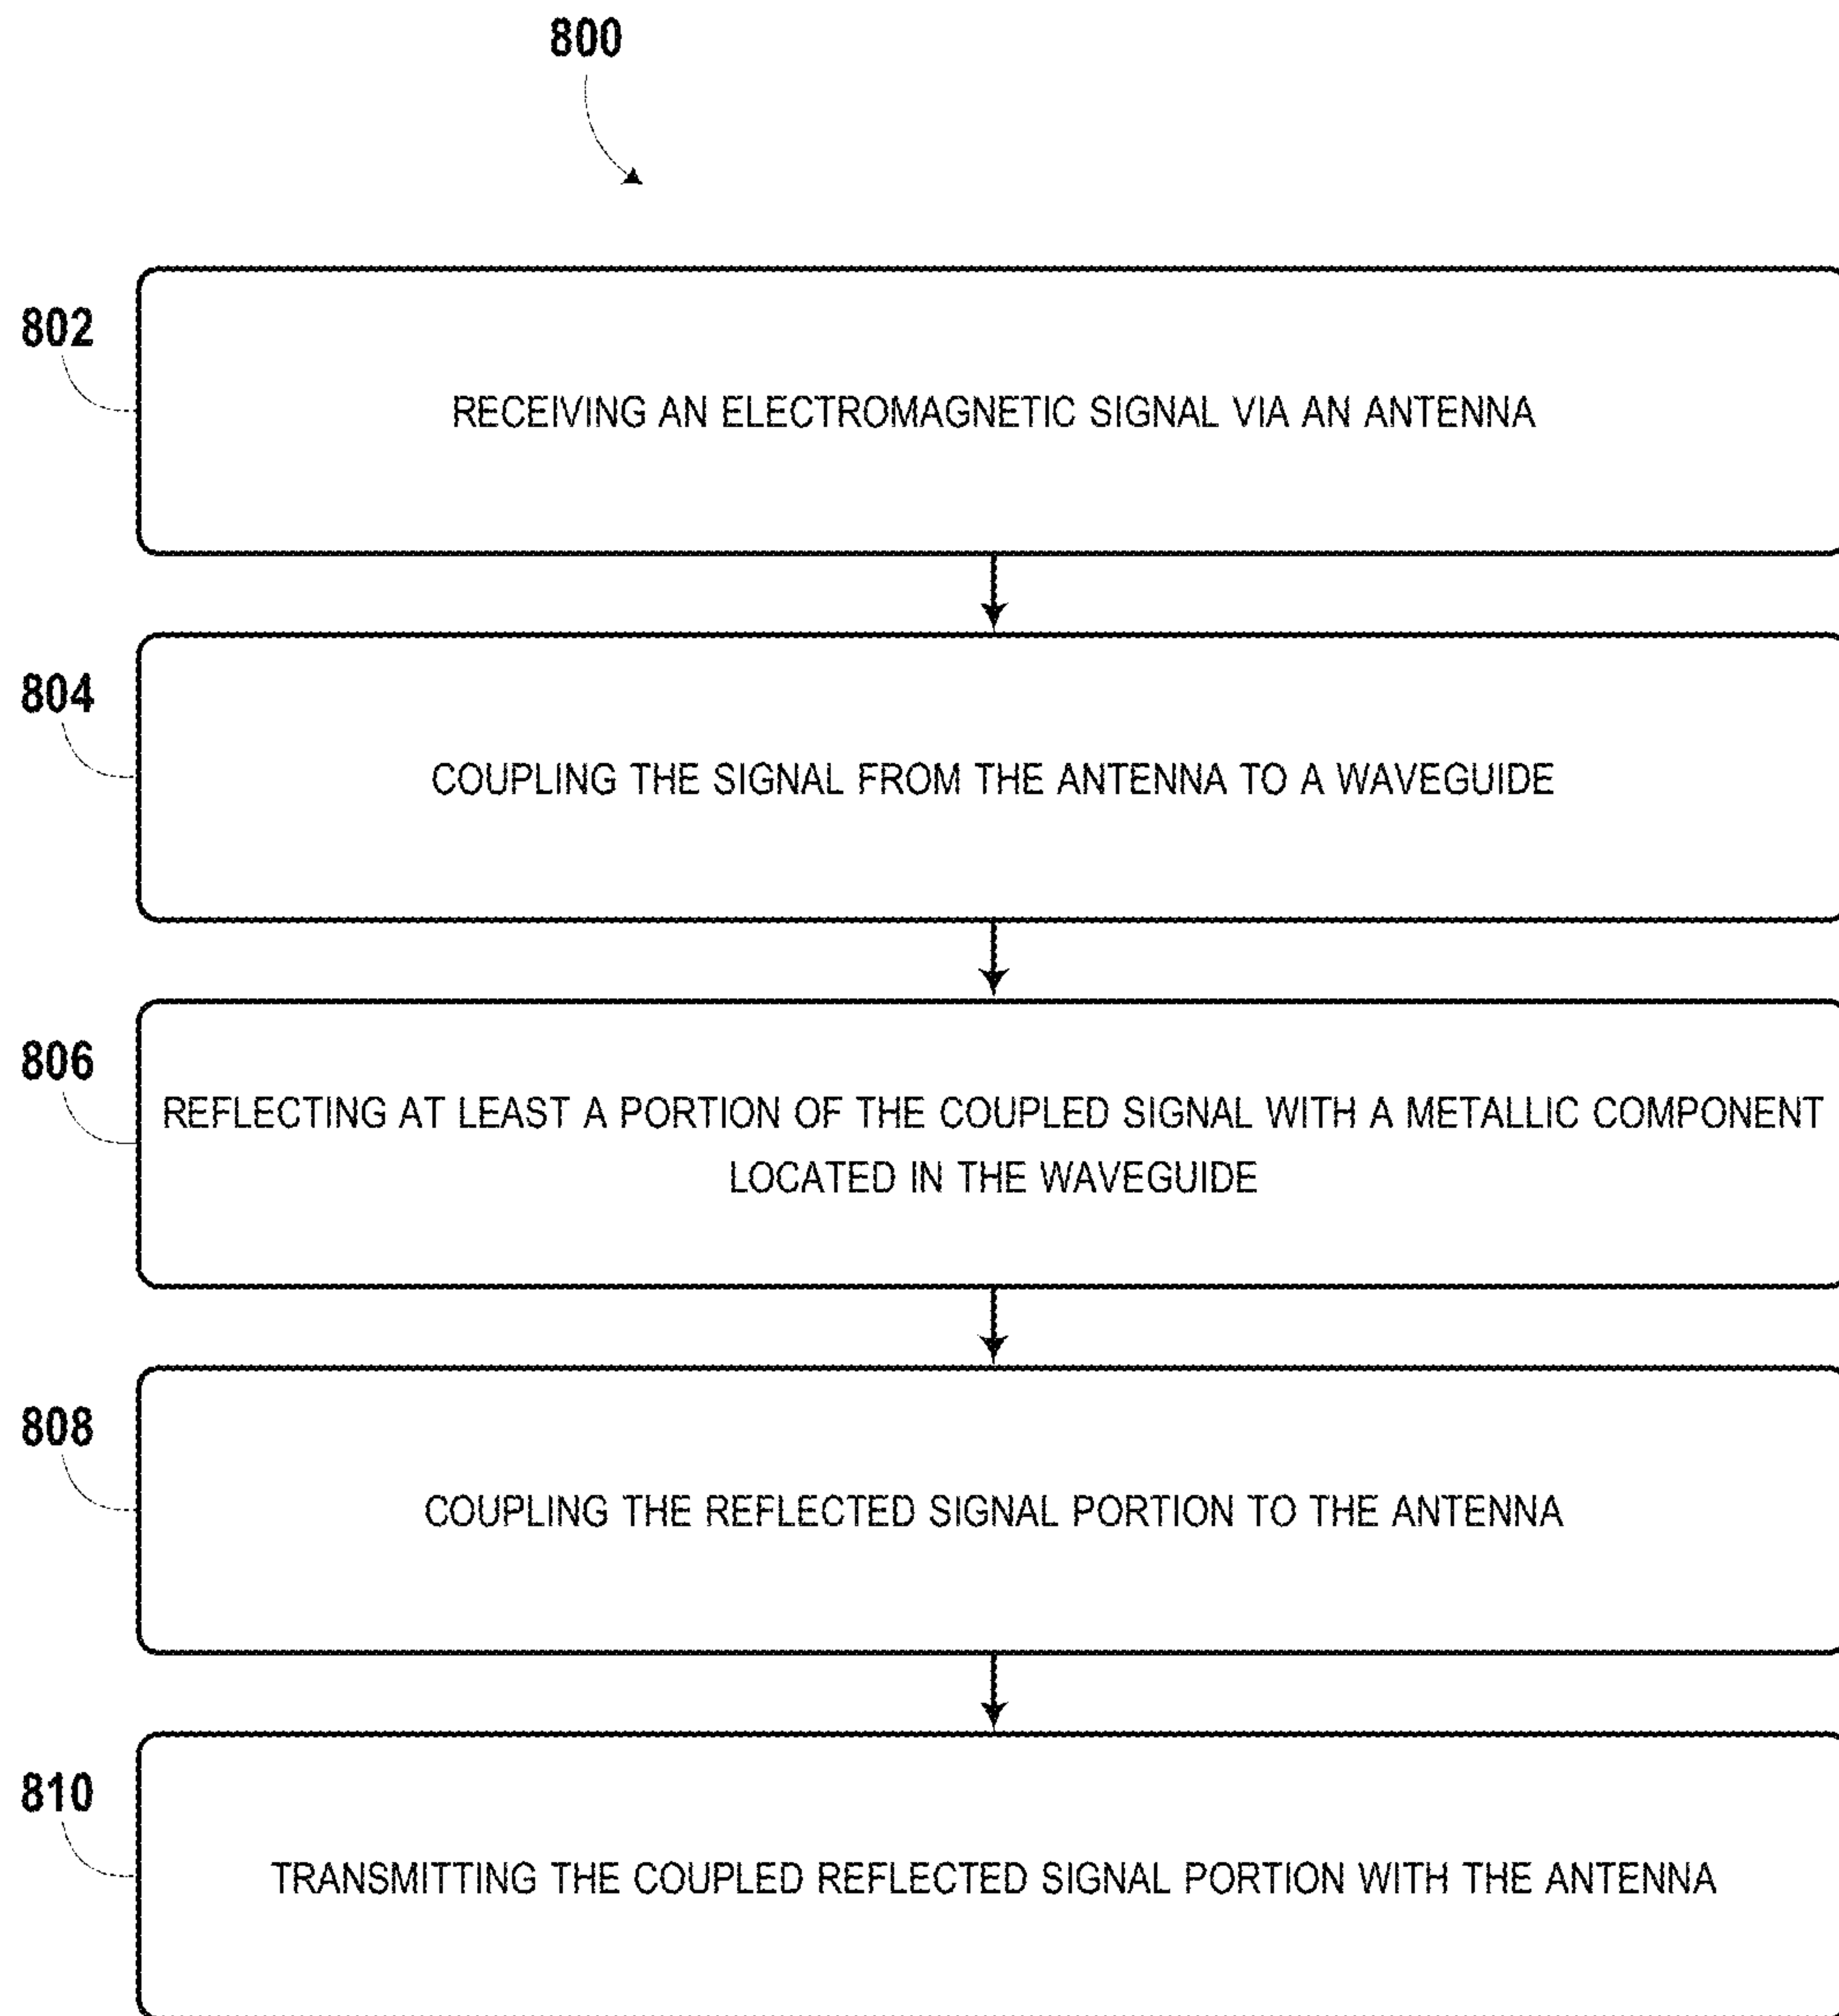 800
802
RECEIVING AN ELECTROMAGNETIC SIGNAL VIA AN ANTENNA
804
COUPLING THE SIGNAL FROM THE ANTENNA TO A WAVEGUIDE
806
REFLECTING AT LEAST A PORTION OF THE COUPLED SIGNAL WITH A METALLIC COMPONENT
LOCATED IN THE WAVEGUIDE
808
COUPLING THE REFLECTED SIGNAL PORTION TO THE ANTENNA
810
TRANSMITTING THE COUPLED REFLECTED SIGNAL PORTION WITH THE ANTENNA